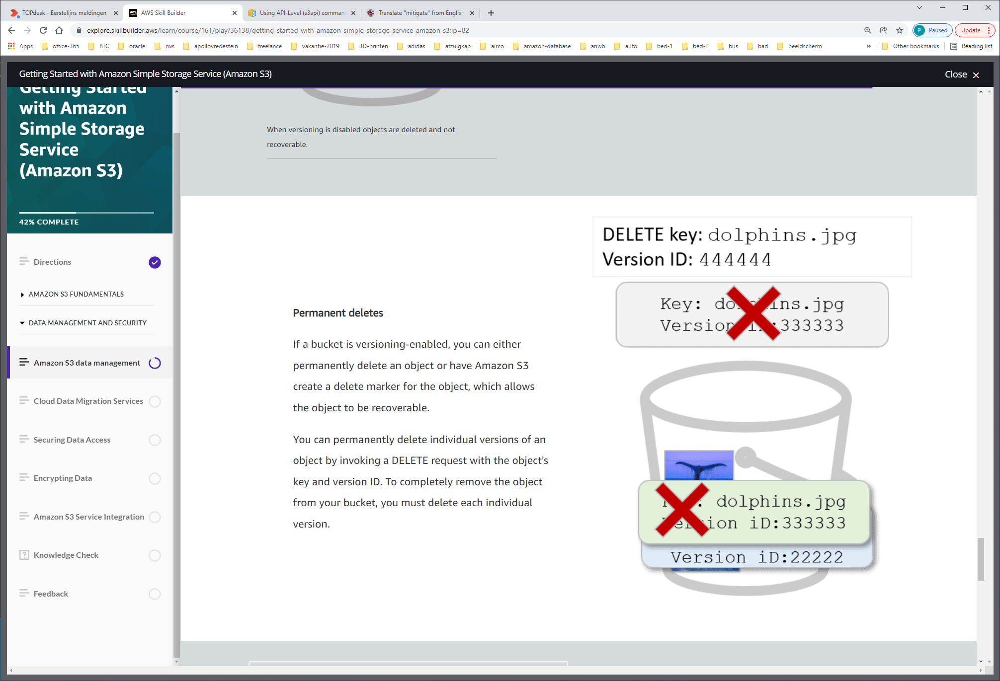 TOPdesk - Eerstelijns meldingen
AWS Skill Builder
Using API-Level (s3api) comman
Translate "mitigate" from English
explore.skillbuilder.aws/learn/course/161/play/36138/getting-started-with-amazon-simple-storage-service-amazon-s3;lp=82
P Paused
Update
Apps office-365 BTC oracle rws apollovredestein freelance vakantie-2019 3D-printen adidas afzuigkap airco amazon-database anwb auto bed-1 bed-2 bus bad beeldscherm » Other bookmarks Reading list
Getting Started with Amazon Simple Storage Service (Amazon S3)
Close
Getting Started
with Amazon
Simple Storage
Service
(Amazon S3)
42% COMPLETE
Directions
AMAZON S3 FUNDAMENTALS
DATA MANAGEMENT AND SECURITY
Amazon S3 data management
Cloud Data Migration Services
Securing Data Access
Encrypting Data
Amazon S3 Service Integration
Knowledge Check
Feedback
When versioning is disabled objects are deleted and not
recoverable.
Permanent deletes
If a bucket is versioning-enabled, you can either
permanently delete an object or have Amazon S3
create a delete marker for the object, which allows
the object to be recoverable.
You can permanently delete individual versions of an
object by invoking a DELETE request with the object's
key and version ID. To completely remove the object
from your bucket, you must delete each individual
version.
DELETE key: dolphins.jpg
Version ID: 444444
Key: dolphins.jpg
Version iD:333333
Key: dolphins.jpg
Version iD:333333
Version iD:22222